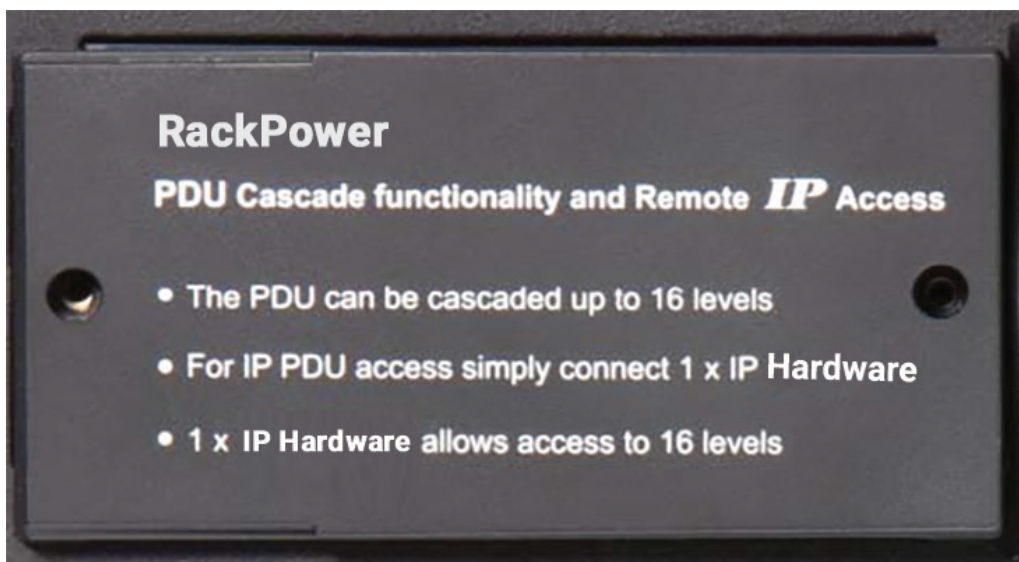 RackPower
PDU Cascade functionality and Remote IP Access
• The PDU can be cascaded up to 16 levels
• For IP PDU access simply connect 1 x IP Hardware
• 1 x IP Hardware allows access to 16 levels